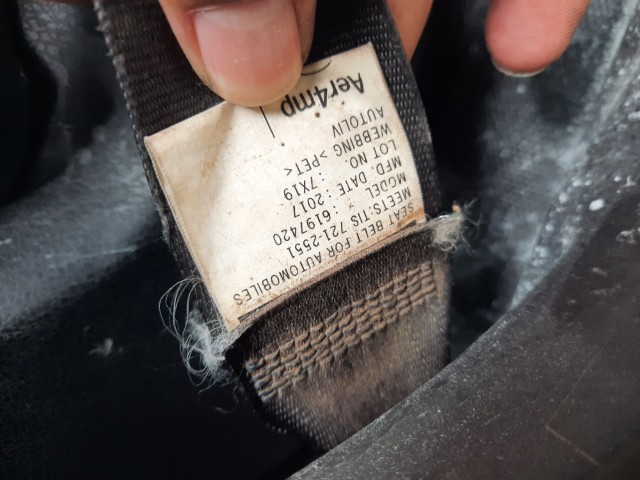 SEAT BELT FOR AUTOMOBILES
MEETS:TIS 721-2551
MODEL : 6197420
MFD. DATE : 2017
LOT NO. : 7X19
WEBBING >PET<
AUTOLIV
Aer4mp